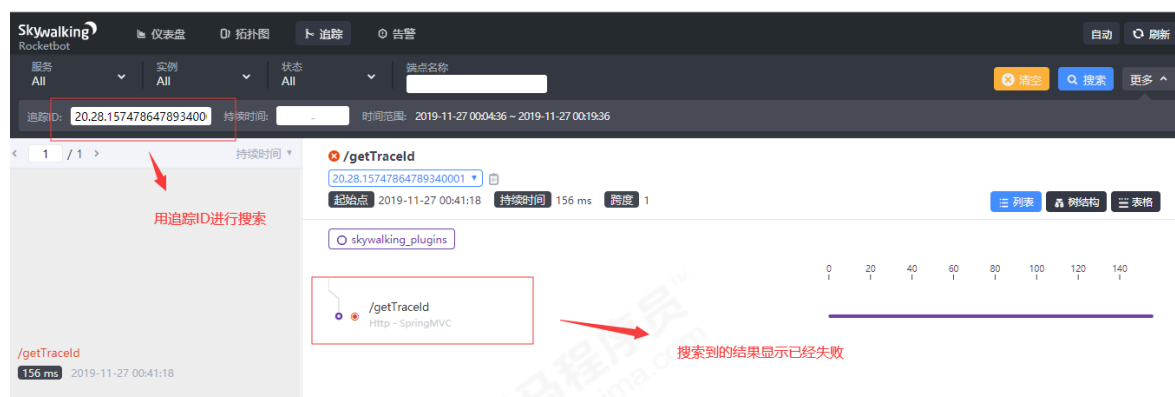 Skywalking
Rocketbot
仪表盘
拓扑图
追踪
告警
自动
刷新
服务
All
实例
All
状态
All
端点名称
清空
搜索
更多
追踪ID: 20.28.15747864789340001
持续时间: -
时间范围: 2019-11-27 00:04:36 ~ 2019-11-27 00:19:36
< 1 / 1 >
持续时间
用追踪ID进行搜索
/getTraceId
156 ms 2019-11-27 00:41:18
/getTraceId
20.28.15747864789340001
起始点 2019-11-27 00:41:18 持续时间 156 ms 跨度 1
列表
树结构
表格
skywalking_plugins
0 20 40 60 80 100 120 140
/getTraceId
Http - SpringMVC
搜索到的结果显示已经失败